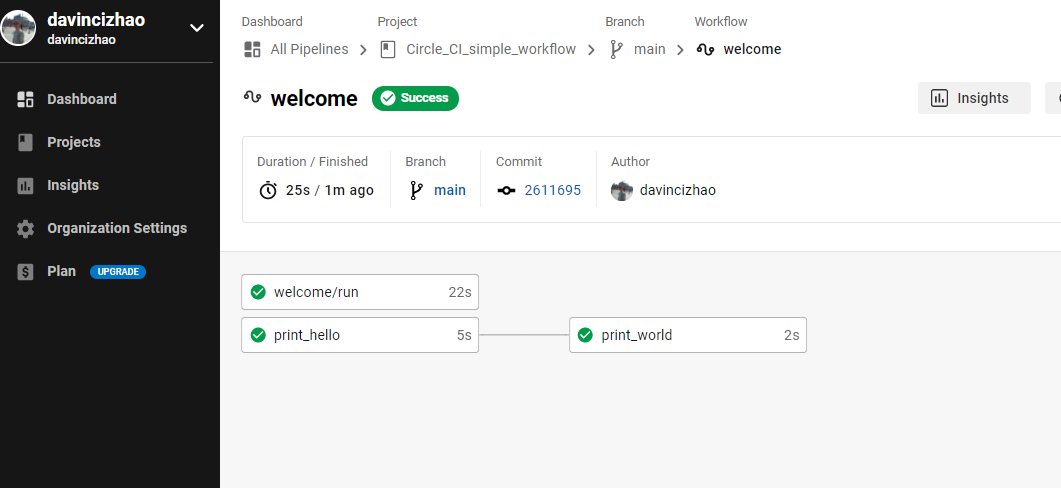 davincizhao
davincizhao
Dashboard
Projects
Insights
Organization Settings
Plan UPGRADE
Dashboard Project Branch Workflow
All Pipelines Circle_CI_simple_workflow main welcome
welcome Success Insights
Duration / Finished Branch Commit Author
25s / 1m ago main 2611695 davincizhao
welcome/run 22s
print_hello 5s print_world 2s